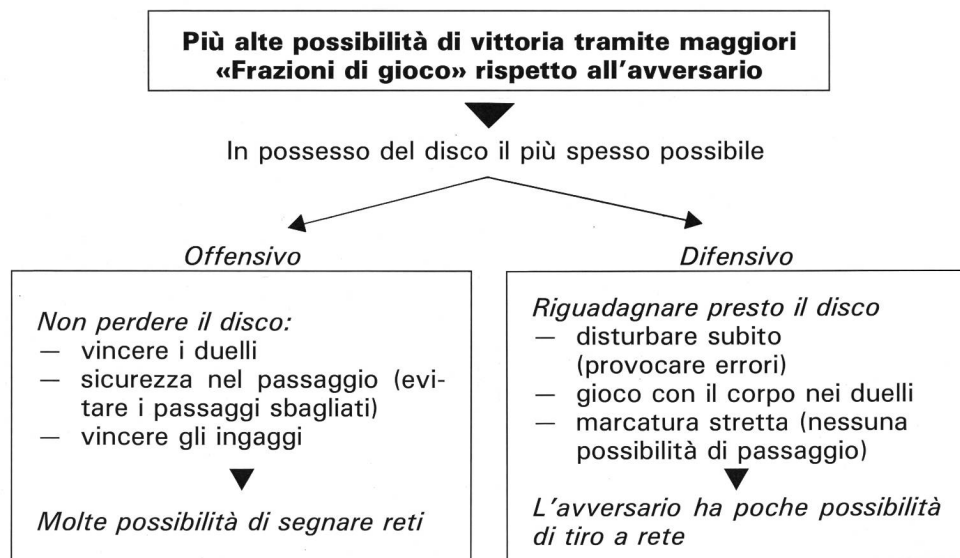 Più alte possibilità di vittoria tramite maggiori
«Frazioni di gioco» rispetto all'avversario
In possesso del disco il più spesso possibile
Offensivo
Non perdere il disco:
— vincere i duelli
— sicurezza nel passaggio (evi-
tare i passaggi sbagliati)
— vincere gli ingaggi
Molte possibilità di segnare reti
Difensivo
Riguadagnare presto il disco
— disturbare subito
(provocare errori)
— gioco con il corpo nei duelli
— marcatura stretta (nessuna
possibilità di passaggio)
L'avversario ha poche possibilità
di tiro a rete